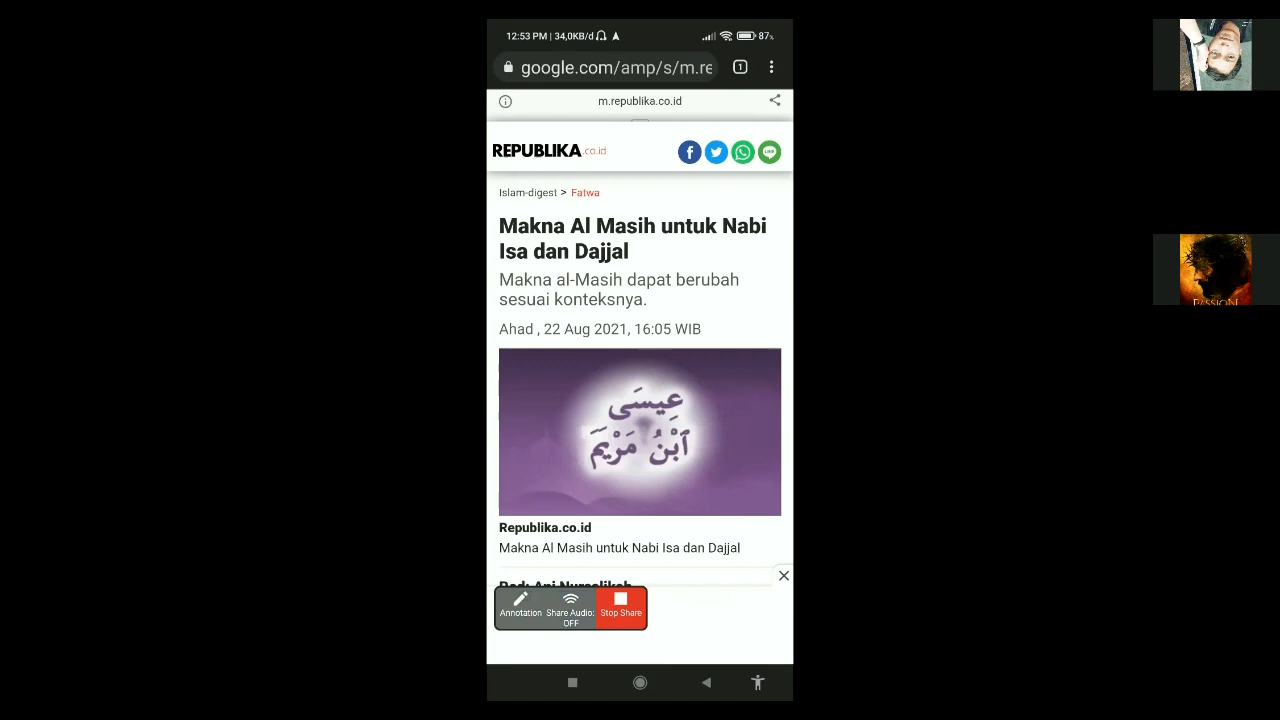 12:53 PM | 34,0KB/d
87%
google.com/amp/s/m.re
1
m.republika.co.id
REPUBLIKA.co.id
LINE
Islam-digest > Fatwa
Makna Al Masih untuk Nabi
Isa dan Dajjal
Makna al-Masih dapat berubah
sesuai konteksnya.
Ahad , 22 Aug 2021, 16:05 WIB
عِيسَى
ٱبْنُ مَرْيَمَ
Republika.co.id
Makna Al Masih untuk Nabi Isa dan Dajjal
Annotation
Share Audio:
OFF
Stop Share
PASSION